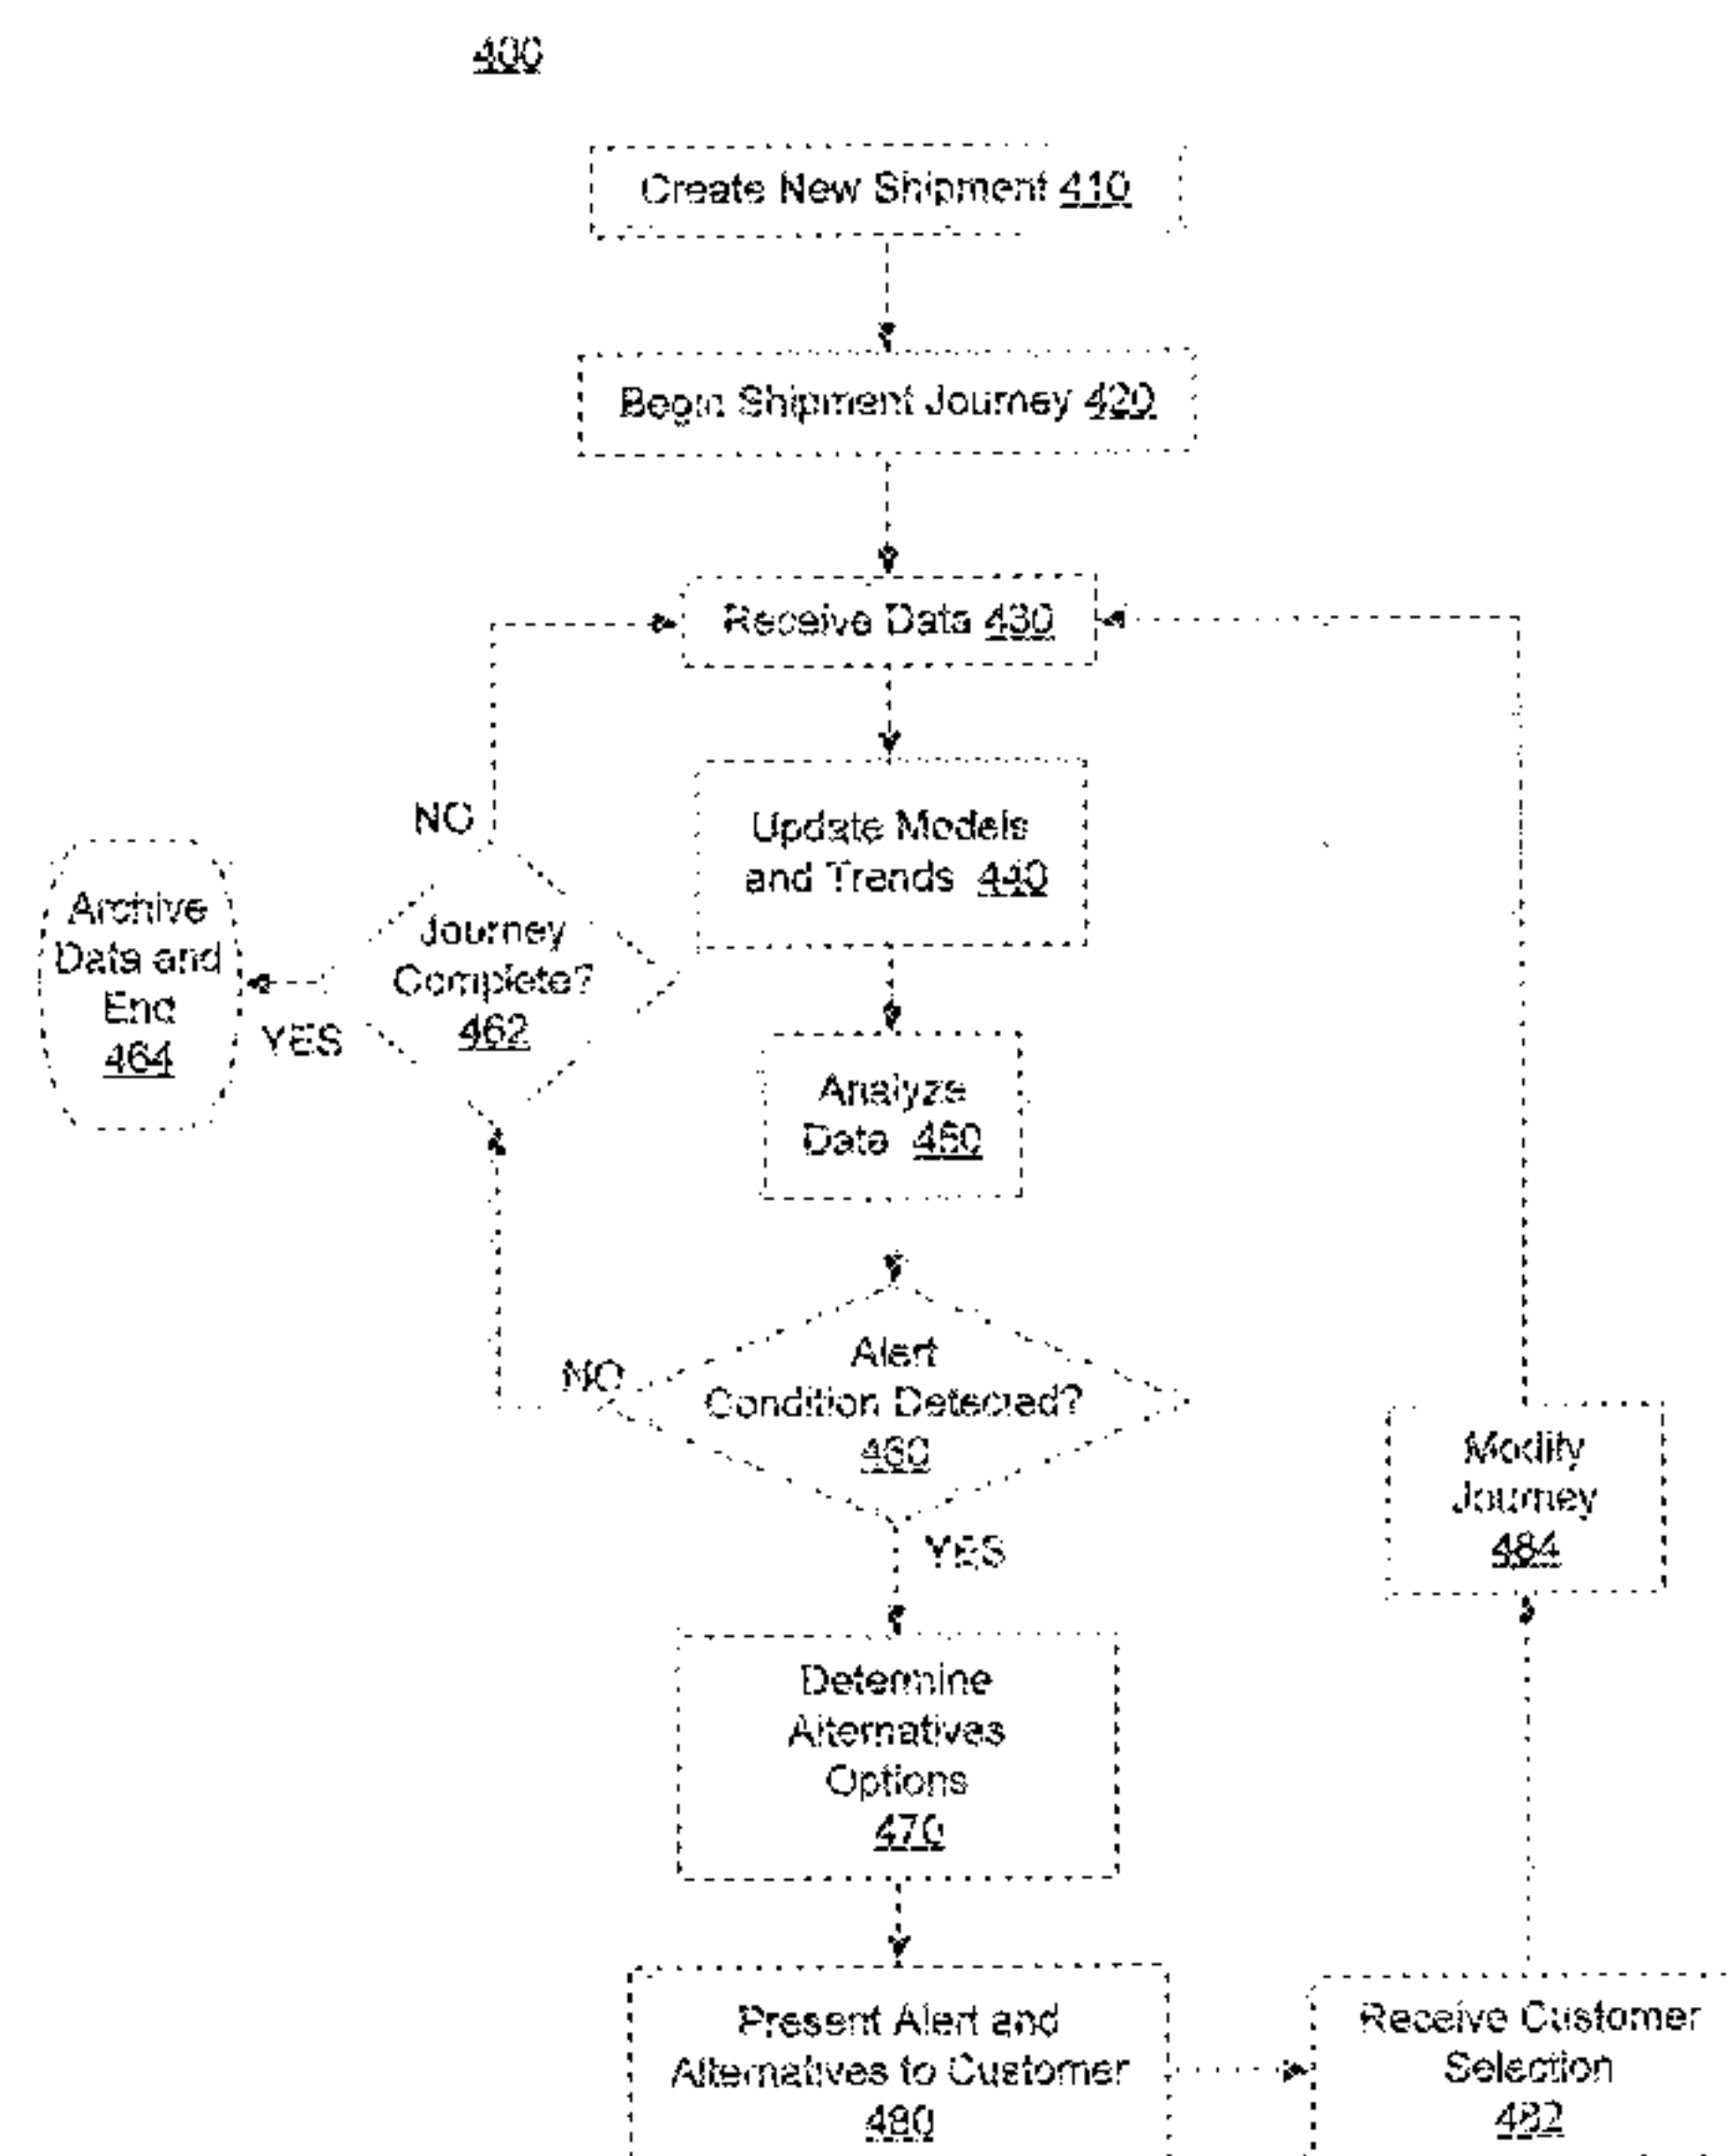 400
Create New Shipment 410
Begin Shipment Journey 420
Receive Data 430
NO
Update Models
and Trends 440
Archive
Data and
End
464
YES
Journey
Complete?
462
Analyze
Data 450
NO
Alert
Condition Detected?
460
YES
Modify
Journey
484
Determine
Alternatives
Options
470
Present Alert and
Alternatives to Customer
480
Receive Customer
Selection
482